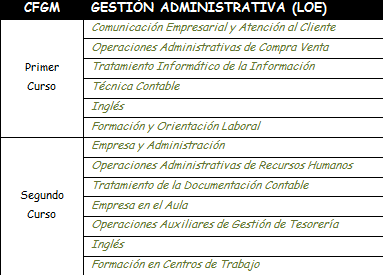 CFGM GESTIÓN ADMINISTRATIVA (LOE)
Primer Curso
Comunicación Empresarial y Atención al Cliente
Operaciones Administrativas de Compra Venta
Tratamiento Informático de la Información
Técnica Contable
Inglés
Formación y Orientación Laboral
Segundo Curso
Empresa y Administración
Operaciones Administrativas de Recursos Humanos
Tratamiento de la Documentación Contable
Empresa en el Aula
Operaciones Auxiliares de Gestión de Tesorería
Inglés
Formación en Centros de Trabajo